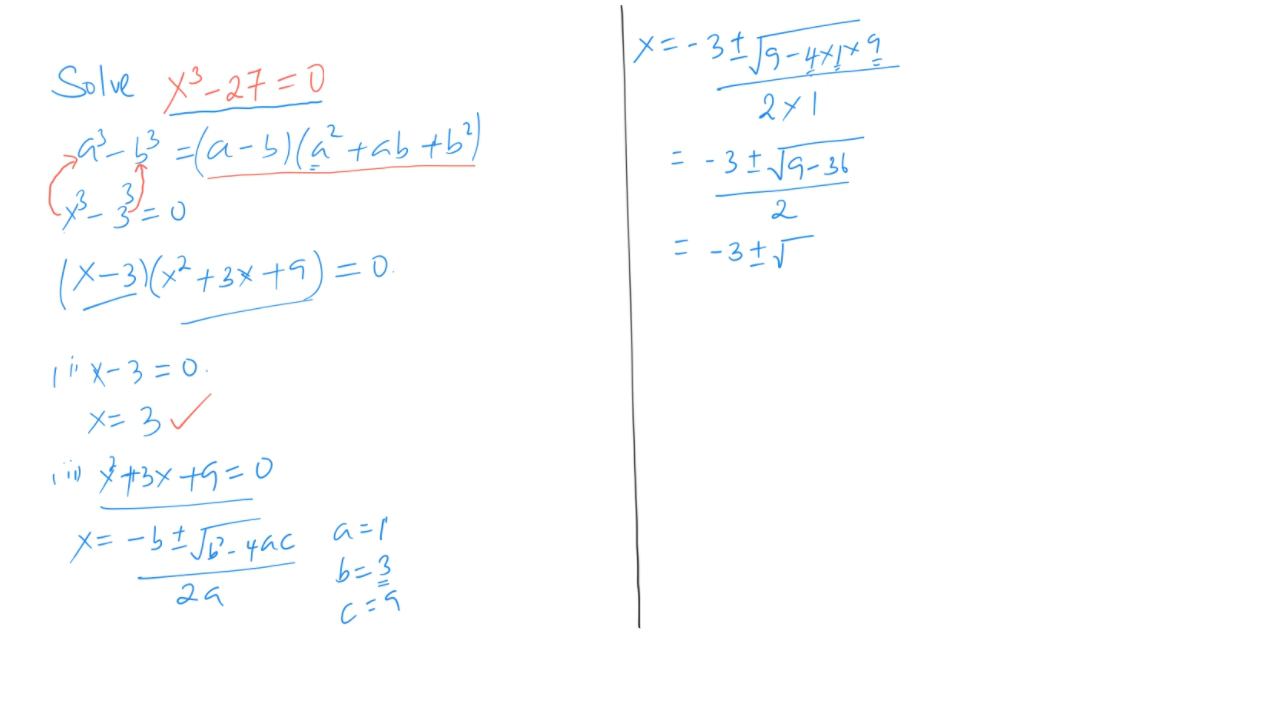 Solve x³ - 27 = 0
a³ - b³ = (a - b)(a² + ab + b²)
x³ - 3³ = 0
(x - 3)(x² + 3x + 9) = 0.
i) x - 3 = 0.
x = 3 ✓
ii) x² + 3x + 9 = 0
x = (-b ± √(b² - 4ac)) / 2a
a = 1
b = 3
c = 9
x = (-3 ± √(9 - 4×1×9)) / (2×1)
= (-3 ± √(9 - 36)) / 2
= -3 ± √